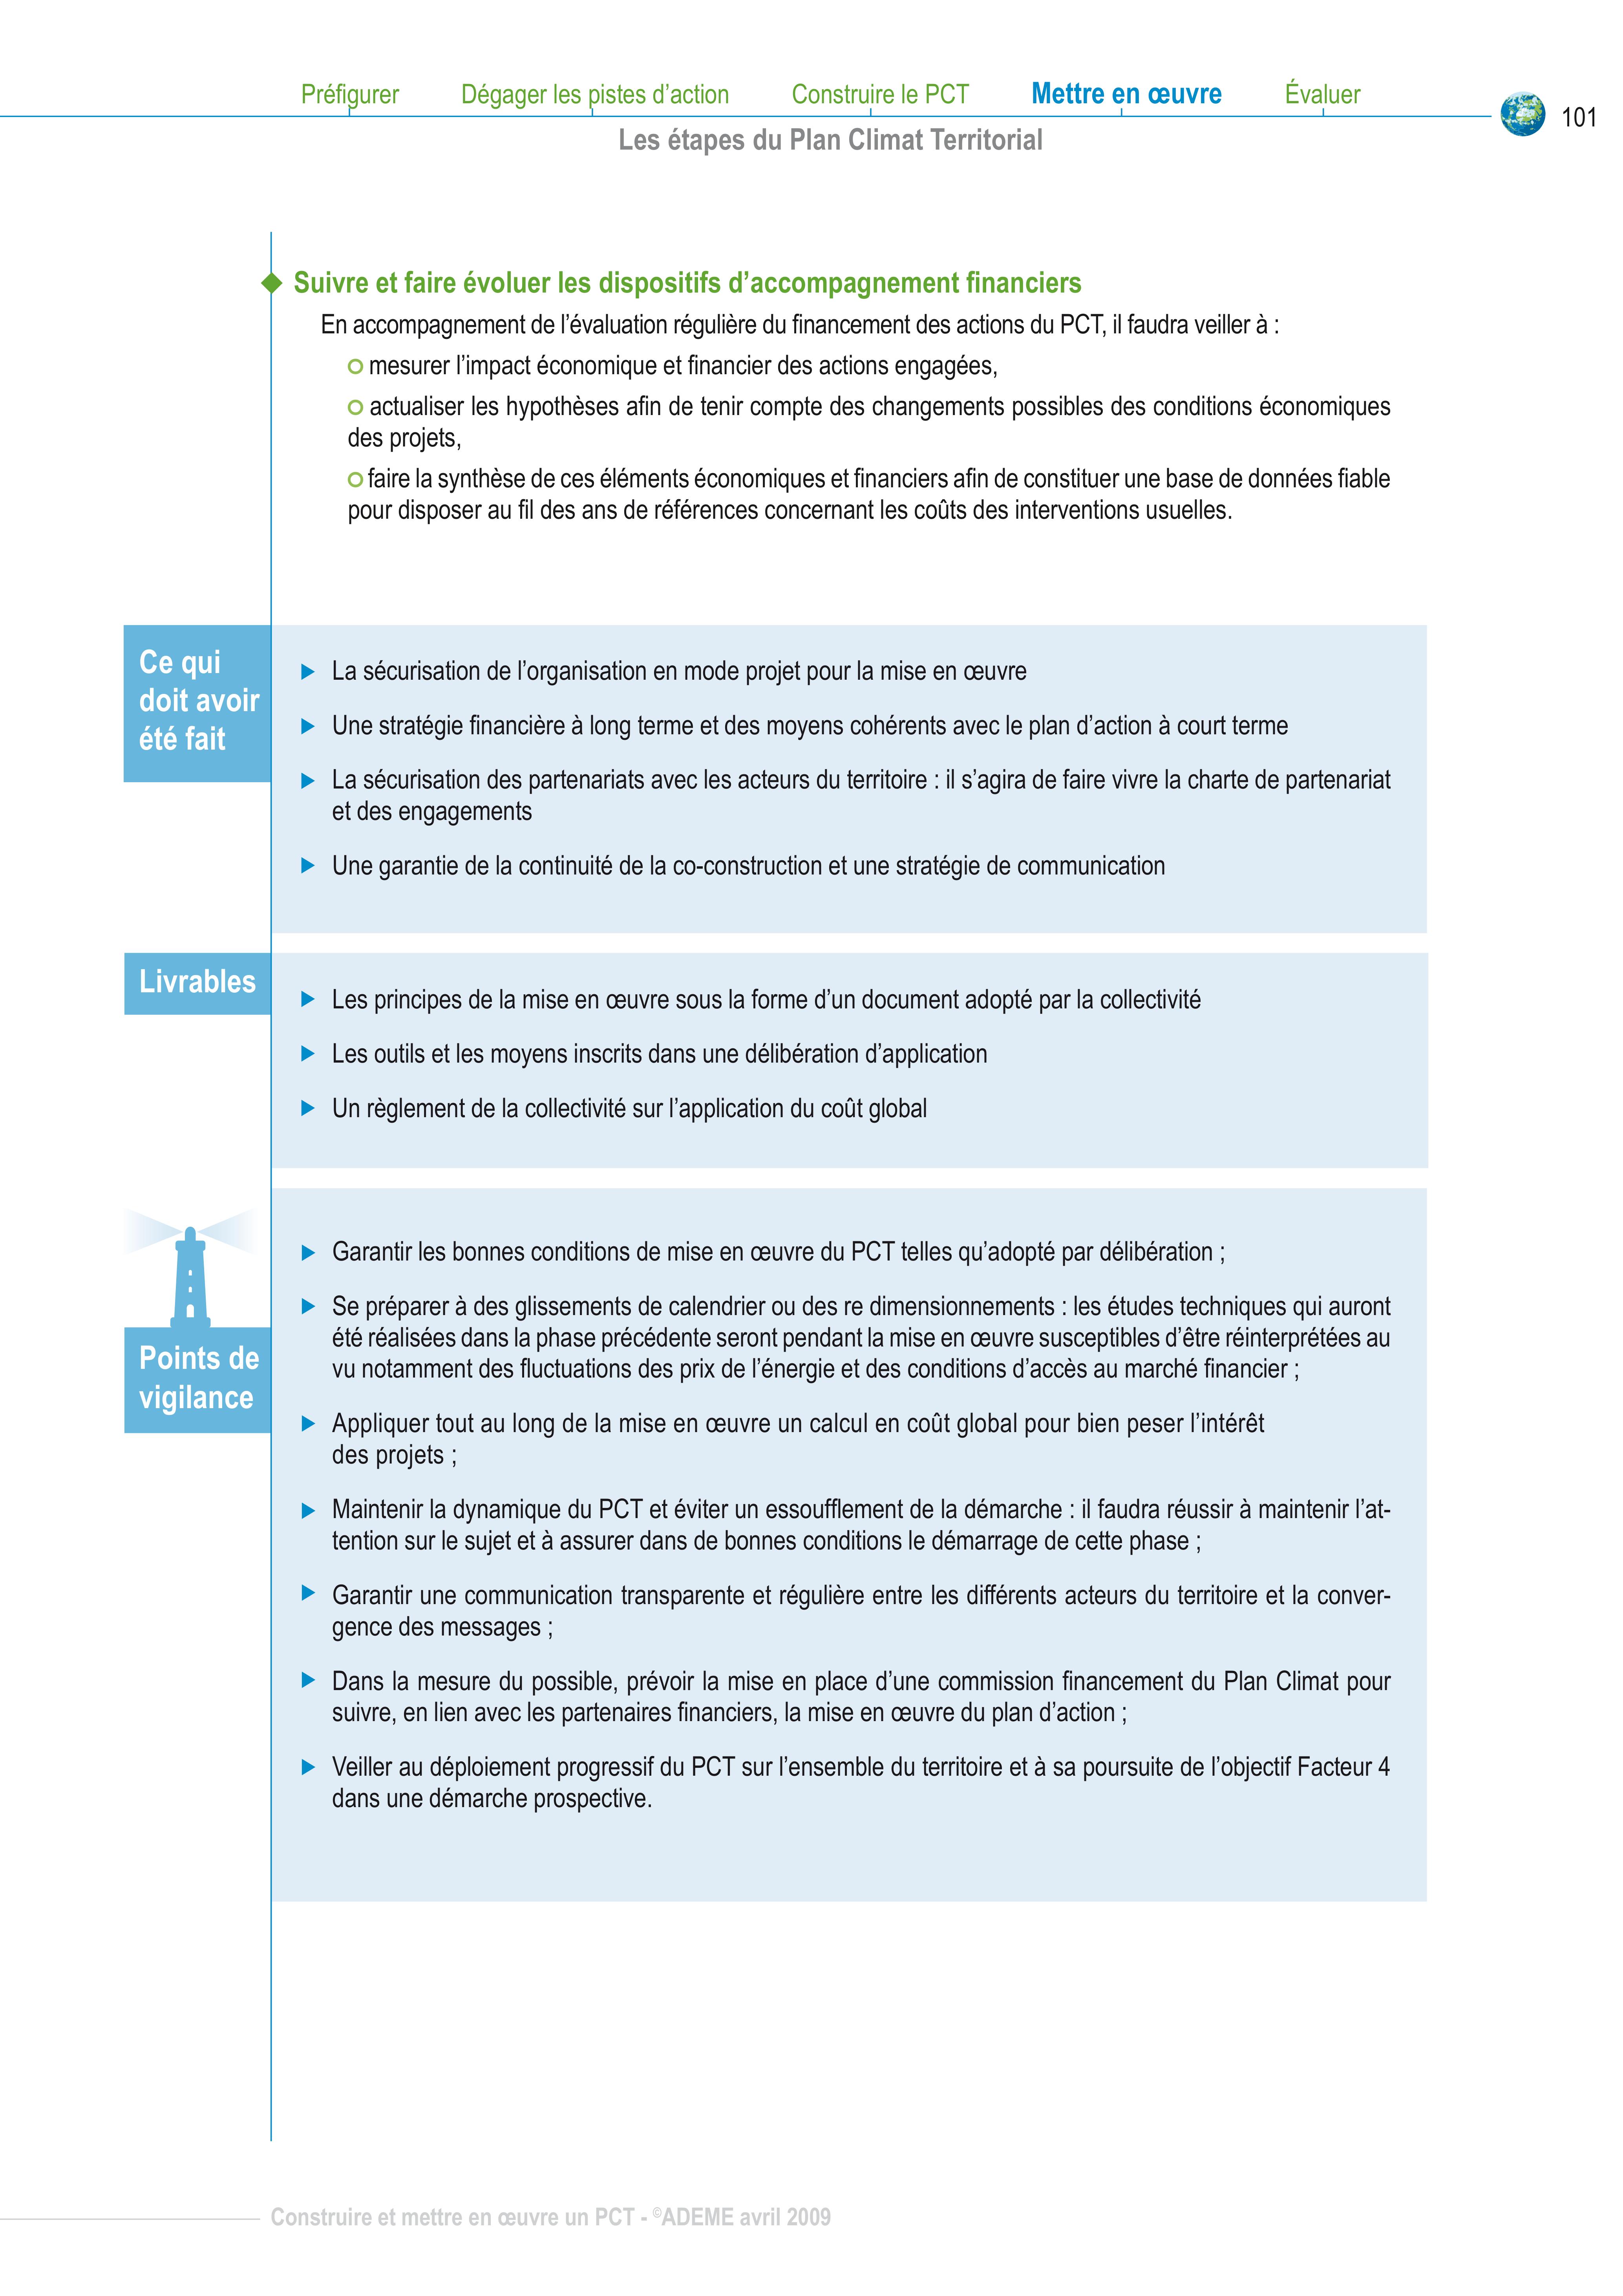 Préfigurer Dégager les pistes d’action Construire le PCT Mettre en œuvre Évaluer
101
Les étapes du Plan Climat Territorial
Suivre et faire évoluer les dispositifs d’accompagnement financiers
En accompagnement de l’évaluation régulière du financement des actions du PCT, il faudra veiller à :
mesurer l’impact économique et financier des actions engagées,
actualiser les hypothèses afin de tenir compte des changements possibles des conditions économiques
des projets,
faire la synthèse de ces éléments économiques et financiers afin de constituer une base de données fiable
pour disposer au fil des ans de références concernant les coûts des interventions usuelles.
Ce qui
doit avoir
été fait
La sécurisation de l’organisation en mode projet pour la mise en œuvre
Une stratégie financière à long terme et des moyens cohérents avec le plan d’action à court terme
La sécurisation des partenariats avec les acteurs du territoire : il s’agira de faire vivre la charte de partenariat
et des engagements
Une garantie de la continuité de la co-construction et une stratégie de communication
Livrables
Les principes de la mise en œuvre sous la forme d’un document adopté par la collectivité
Les outils et les moyens inscrits dans une délibération d’application
Un règlement de la collectivité sur l’application du coût global
Points de
vigilance
Garantir les bonnes conditions de mise en œuvre du PCT telles qu’adopté par délibération ;
Se préparer à des glissements de calendrier ou des re dimensionnements : les études techniques qui auront
été réalisées dans la phase précédente seront pendant la mise en œuvre susceptibles d’être réinterprétées au
vu notamment des fluctuations des prix de l’énergie et des conditions d’accès au marché financier ;
Appliquer tout au long de la mise en œuvre un calcul en coût global pour bien peser l’intérêt
des projets ;
Maintenir la dynamique du PCT et éviter un essoufflement de la démarche : il faudra réussir à maintenir l’at-
tention sur le sujet et à assurer dans de bonnes conditions le démarrage de cette phase ;
Garantir une communication transparente et régulière entre les différents acteurs du territoire et la conver-
gence des messages ;
Dans la mesure du possible, prévoir la mise en place d’une commission financement du Plan Climat pour
suivre, en lien avec les partenaires financiers, la mise en œuvre du plan d’action ;
Veiller au déploiement progressif du PCT sur l’ensemble du territoire et à sa poursuite de l’objectif Facteur 4
dans une démarche prospective.
Construire et mettre en œuvre un PCT - ©ADEME avril 2009